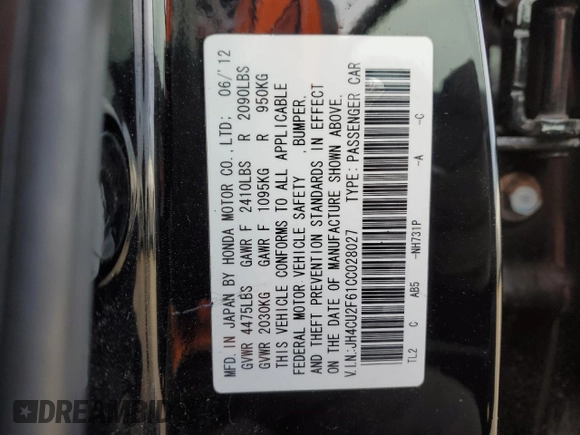 MFD. IN JAPAN BY HONDA MOTOR CO., LTD; 06/'12
GVWR 4475LBS GAWR F 2410LBS R 2090LBS
GVWR 2030KG GAWR F 1095KG R 950KG
THIS VEHICLE CONFORMS TO ALL APPLICABLE
FEDERAL MOTOR VEHICLE SAFETY , BUMPER,
AND THEFT PREVENTION STANDARDS IN EFFECT
ON THE DATE OF MANUFACTURE SHOWN ABOVE.
V.I.N.:JH4CU2F61CC028027 TYPE: PASSENGER CAR
TL2 C AB5 -NH731P -A -C
DREAMBID